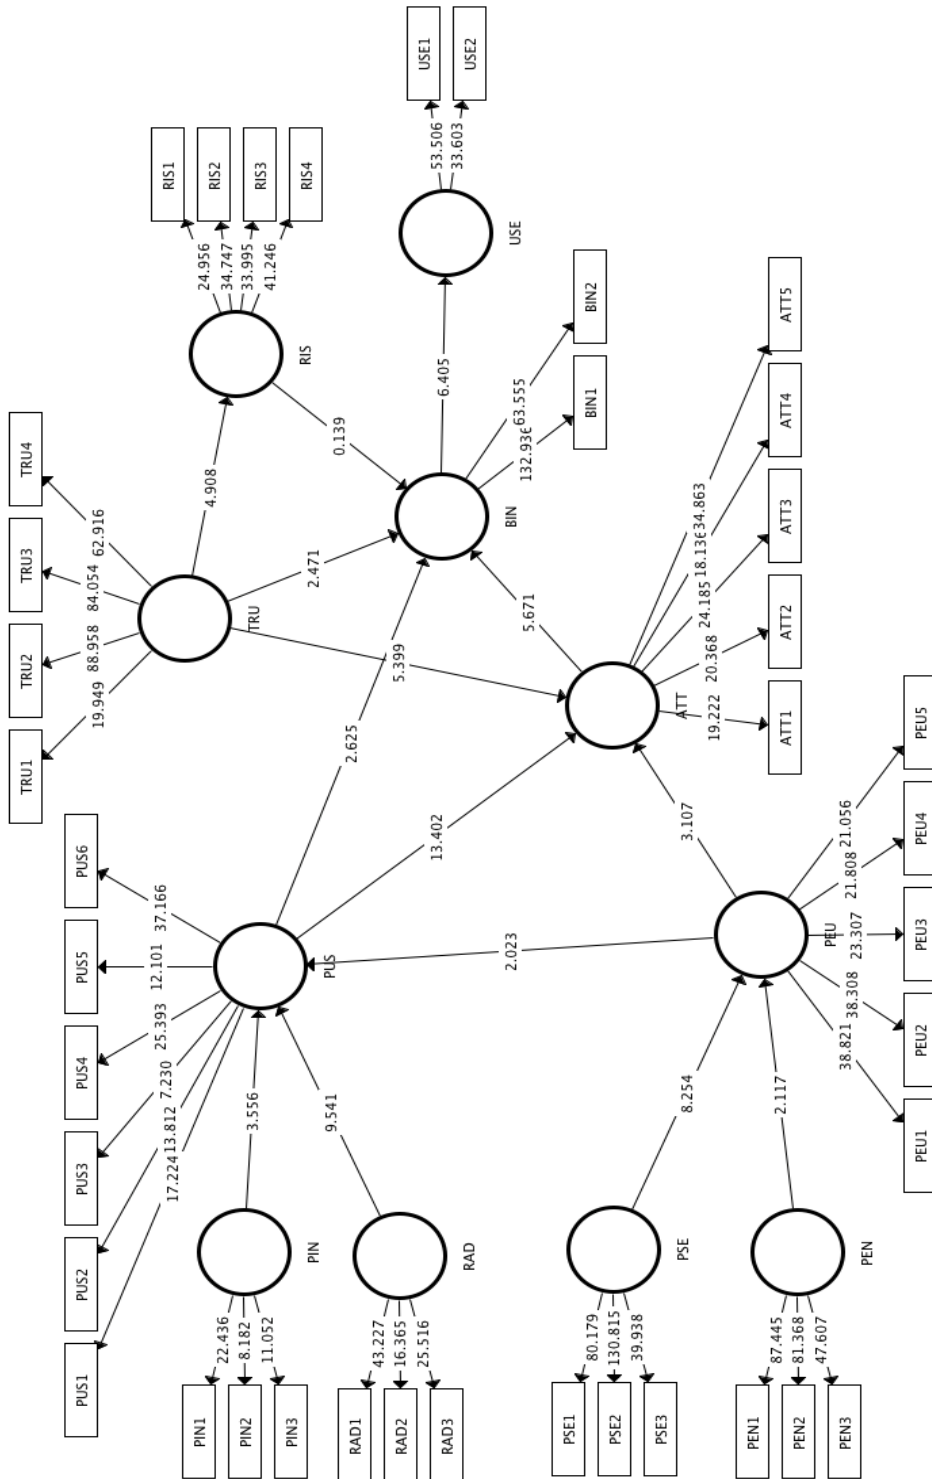 USE1
USE2
53.506
33.603
USE
RIS1
RIS2
RIS3
RIS4
24.956
34.747
33.995
41.246
RIS
4.908
0.139
6.405
BIN1
BIN2
132.936
63.555
BIN
TRU1
TRU2
TRU3
TRU4
19.949
88.958
84.054
62.916
TRU
2.471
5.399
2.625
5.671
ATT1
ATT2
ATT3
ATT4
ATT5
19.222
20.368
24.185
18.136
34.863
ATT
13.402
3.107
PUS1
PUS2
PUS3
PUS4
PUS5
PUS6
17.224
13.812
7.230
25.393
12.101
37.166
PUS
2.023
PEU1
PEU2
PEU3
PEU4
PEU5
38.821
38.308
23.307
21.808
21.056
PEU
3.556
9.541
8.254
2.117
PIN
PIN1
PIN2
PIN3
22.436
8.182
11.052
RAD
RAD1
RAD2
RAD3
43.227
16.365
25.516
PSE
PSE1
PSE2
PSE3
80.179
130.815
39.938
PEN
PEN1
PEN2
PEN3
87.445
81.368
47.607